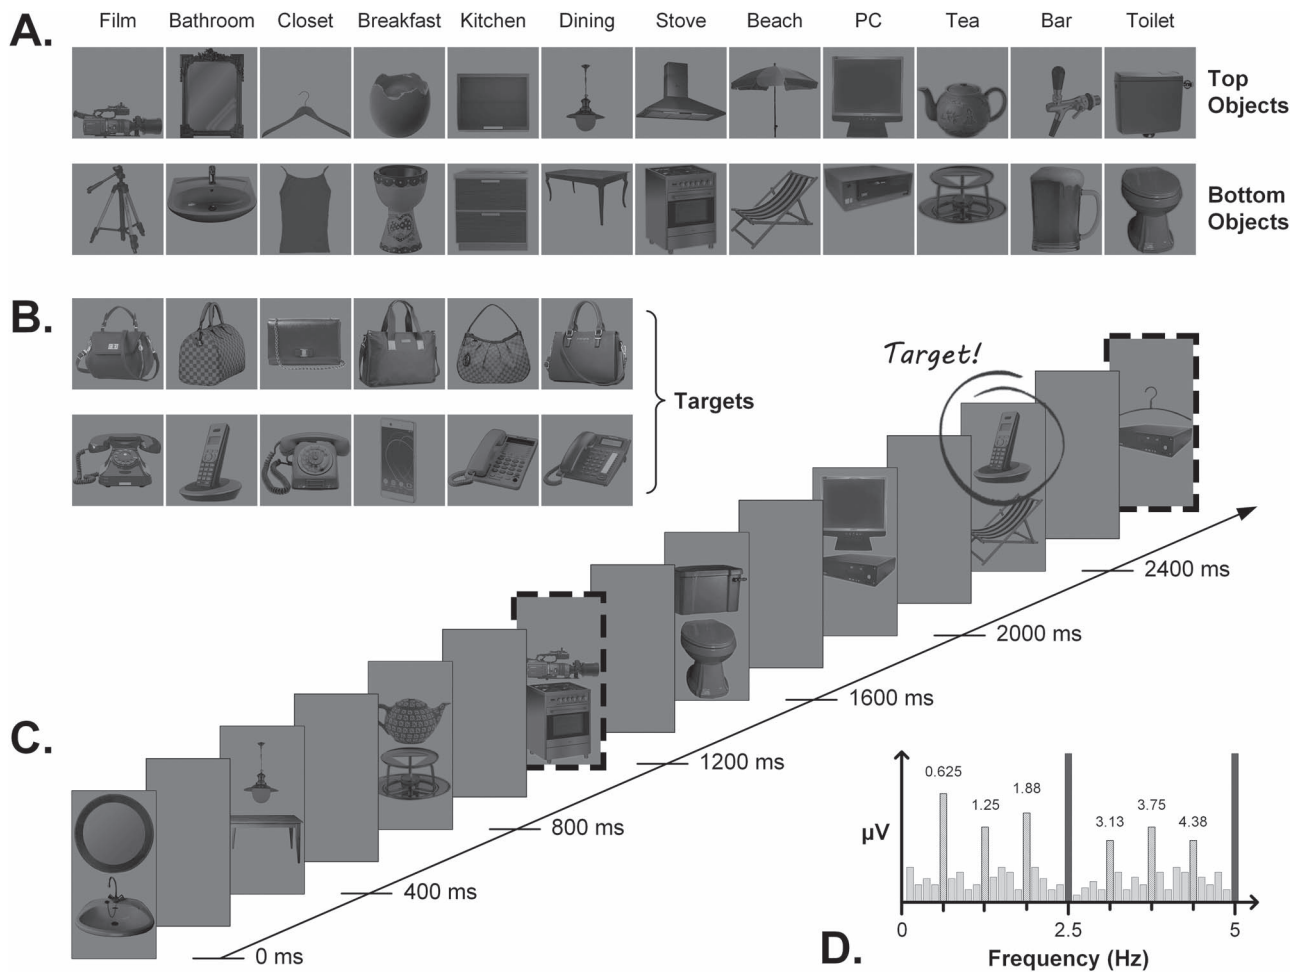 A.
Film Bathroom Closet Breakfast Kitchen Dining Stove Beach PC Tea Bar Toilet
Top
Objects
Bottom
Objects
B.
Targets
Target!
C.
0 ms
400 ms
800 ms
1200 ms
1600 ms
2000 ms
2400 ms
D.
µV
0.625
1.25
1.88
3.13
3.75
4.38
0 2.5 5
Frequency (Hz)